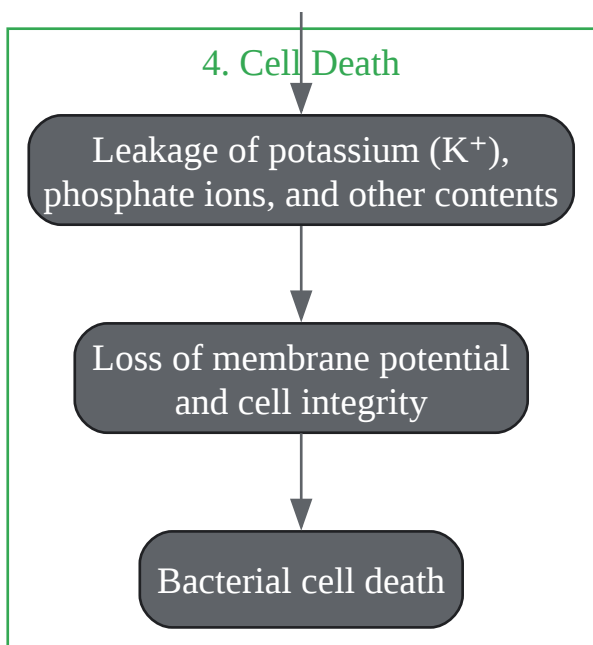 4. Cell Death
Leakage of potassium (K⁺),
phosphate ions, and other contents
Loss of membrane potential
and cell integrity
Bacterial cell death